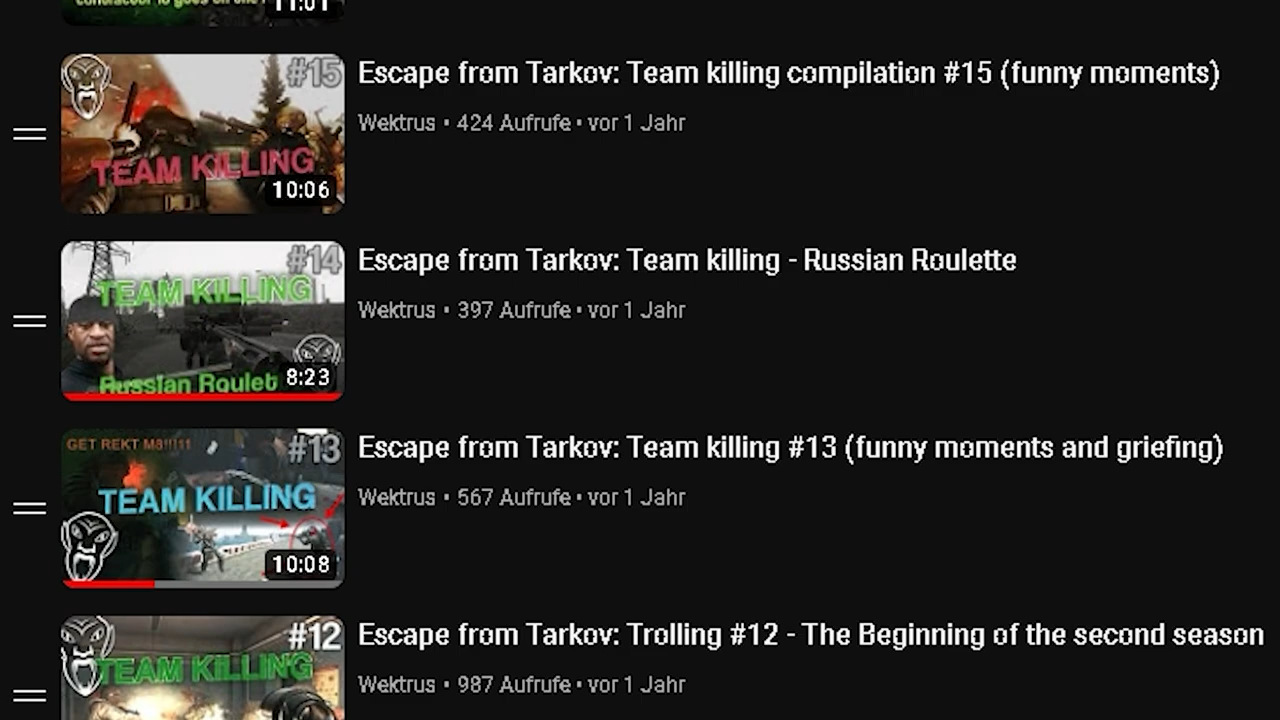 11:01
#15
TEAM KILLING
10:06
Escape from Tarkov: Team killing compilation #15 (funny moments)
Wektrus • 424 Aufrufe • vor 1 Jahr
#14
TEAM KILLING
Russian Roulet
8:23
Escape from Tarkov: Team killing - Russian Roulette
Wektrus • 397 Aufrufe • vor 1 Jahr
GET REKT M8!!!11
#13
TEAM KILLING
10:08
Escape from Tarkov: Team killing #13 (funny moments and griefing)
Wektrus • 567 Aufrufe • vor 1 Jahr
#12
TEAM KILLING
Escape from Tarkov: Trolling #12 - The Beginning of the second season
Wektrus • 987 Aufrufe • vor 1 Jahr